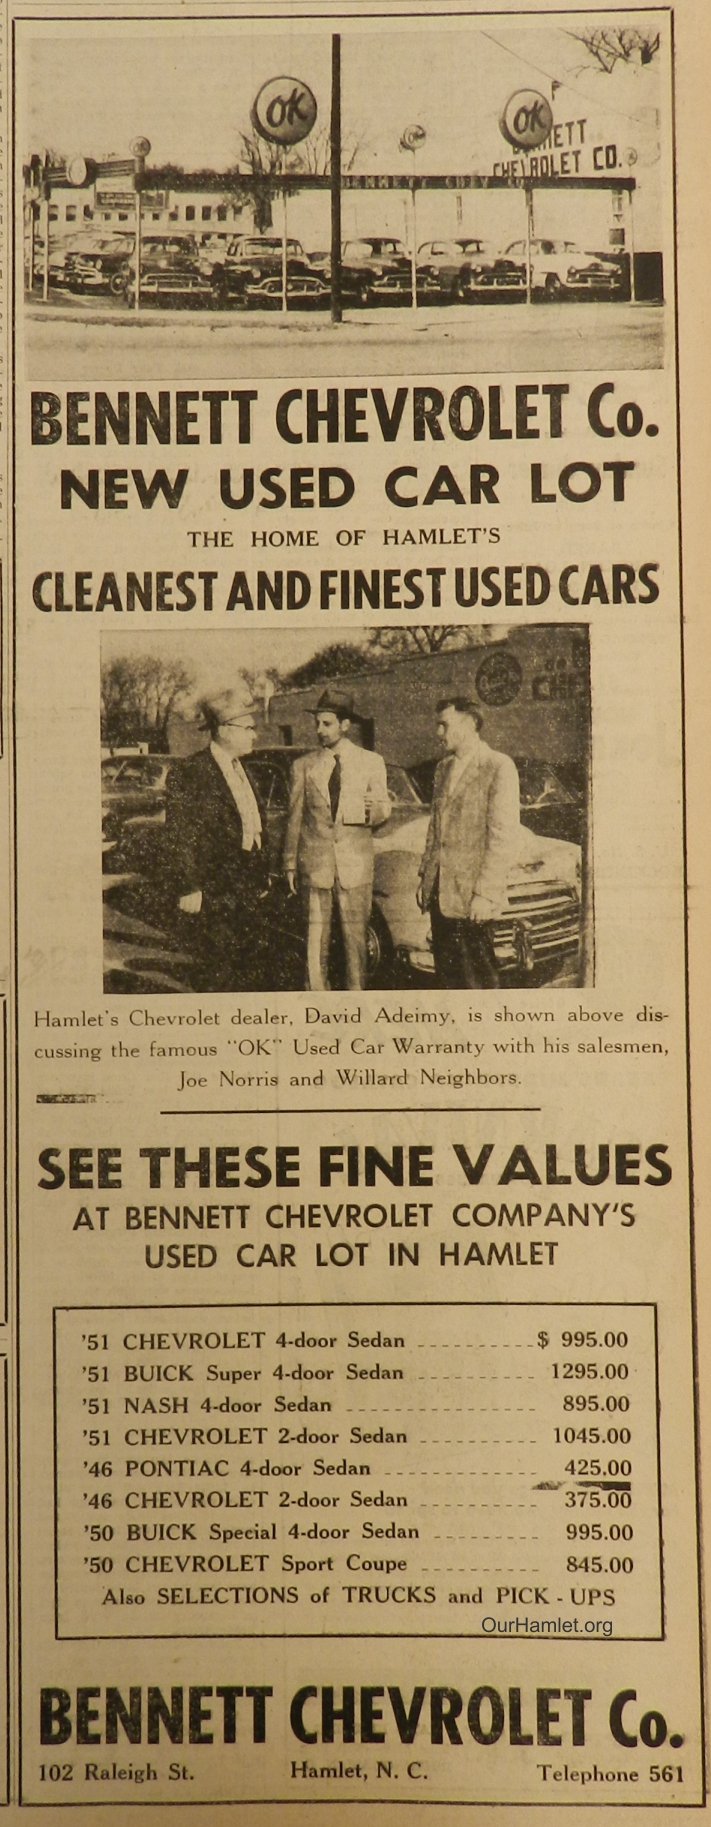 OK
OK
BENNETT
CHEVROLET CO.
BENNETT CHEV
BENNETT CHEVROLET Co.
NEW USED CAR LOT
THE HOME OF HAMLET'S
CLEANEST AND FINEST USED CARS
Hamlet's Chevrolet dealer, David Adeimy, is shown above dis-
cussing the famous "OK" Used Car Warranty with his salesmen,
Joe Norris and Willard Neighbors.
SEE THESE FINE VALUES
AT BENNETT CHEVROLET COMPANY'S
USED CAR LOT IN HAMLET
'51 CHEVROLET 4-door Sedan ---------- $ 995.00
'51 BUICK Super 4-door Sedan ---------- 1295.00
'51 NASH 4-door Sedan ---------------- 895.00
'51 CHEVROLET 2-door Sedan ---------- 1045.00
'46 PONTIAC 4-door Sedan ------------- 425.00
'46 CHEVROLET 2-door Sedan ---------- 375.00
'50 BUICK Special 4-door Sedan --------- 995.00
'50 CHEVROLET Sport Coupe ---------- 845.00
Also SELECTIONS of TRUCKS and PICK - UPS
OurHamlet.org
BENNETT CHEVROLET Co.
102 Raleigh St. Hamlet, N. C. Telephone 561